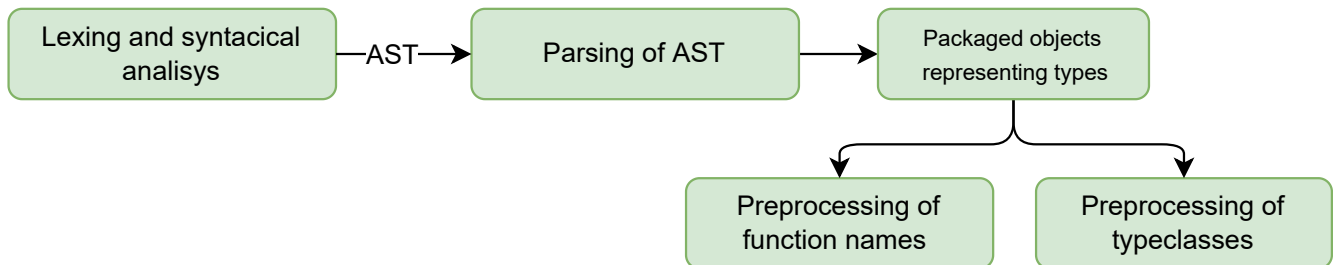 Lexing and syntacical
analisys
AST
Parsing of AST
Packaged objects
representing types
Preprocessing of
function names
Preprocessing of
typeclasses